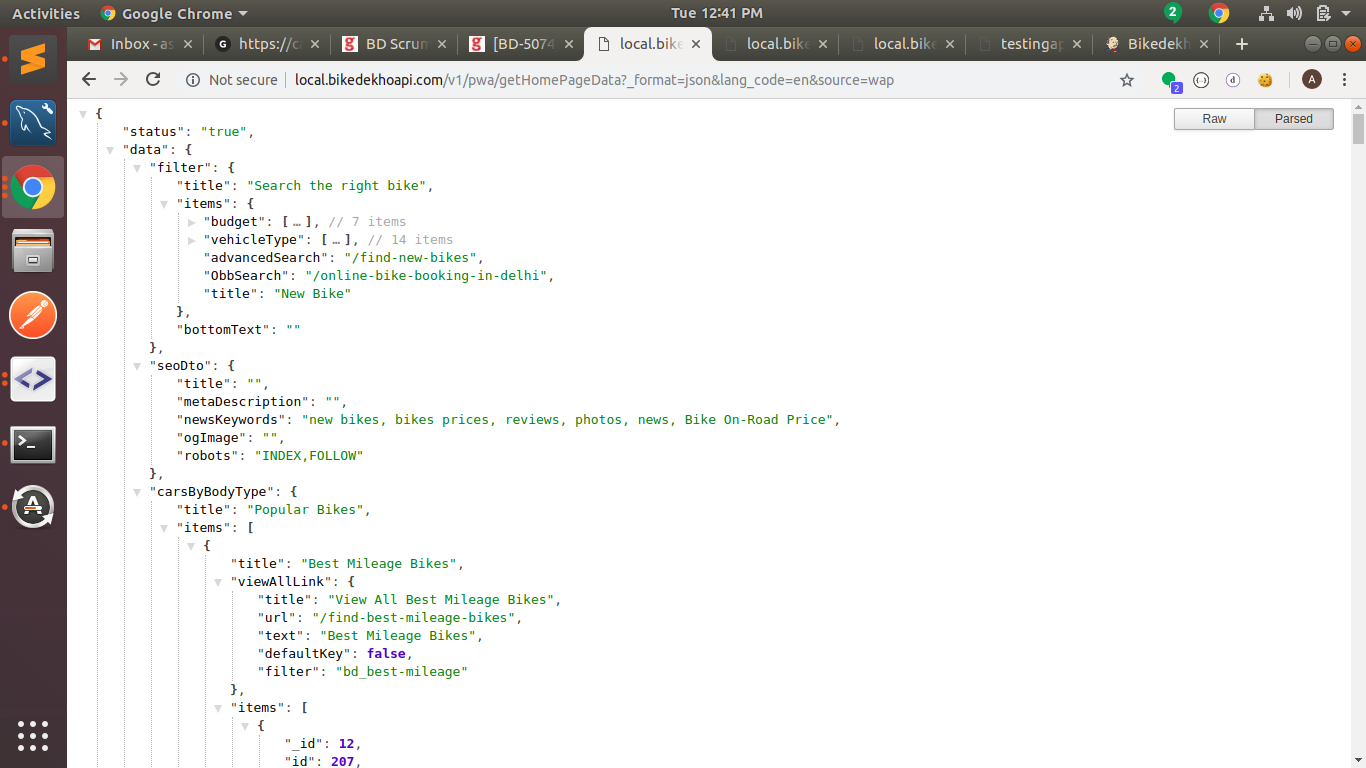 Activities
Google Chrome
Tue 12:41 PM
2
Inbox - as
https://ca
BD Scrum
[BD-5074
local.bike
local.bike
local.bike
testingap
Bikedekh
Not secure
local.bikedekhoapi.com/v1/pwa/getHomePageData?_format=json&lang_code=en&source=wap
2
A
Raw
Parsed
{
"status": "true",
"data": {
"filter": {
"title": "Search the right bike",
"items": {
"budget": [ … ], // 7 items
"vehicleType": [ … ], // 14 items
"advancedSearch": "/find-new-bikes",
"ObbSearch": "/online-bike-booking-in-delhi",
"title": "New Bike"
},
"bottomText": ""
},
"seoDto": {
"title": "",
"metaDescription": "",
"newsKeywords": "new bikes, bikes prices, reviews, photos, news, Bike On-Road Price",
"ogImage": "",
"robots": "INDEX,FOLLOW"
},
"carsByBodyType": {
"title": "Popular Bikes",
"items": [
{
"title": "Best Mileage Bikes",
"viewAllLink": {
"title": "View All Best Mileage Bikes",
"url": "/find-best-mileage-bikes",
"text": "Best Mileage Bikes",
"defaultKey": false,
"filter": "bd_best-mileage"
},
"items": [
{
"_id": 12,
"id": 207,